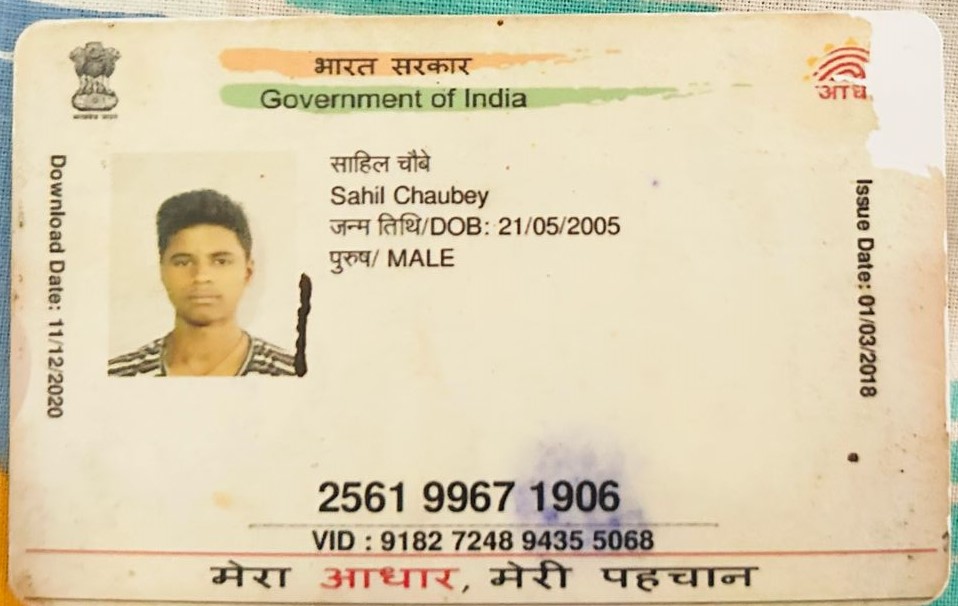 भारत सरकार
Government of India
आध
Download Date: 11/12/2020
साहिल चौबे
Sahil Chaubey
जन्म तिथि/DOB: 21/05/2005
पुरुष/ MALE
Issue Date: 01/03/2018
2561 9967 1906
VID : 9182 7248 9435 5068
मेरा आधार, मेरी पहचान